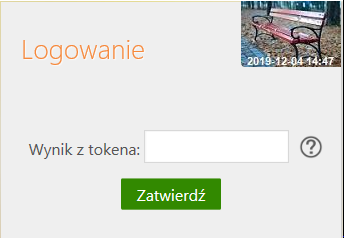 Logowanie
2019-12-04 14:47
Wynik z tokena:
?
Zatwierdź